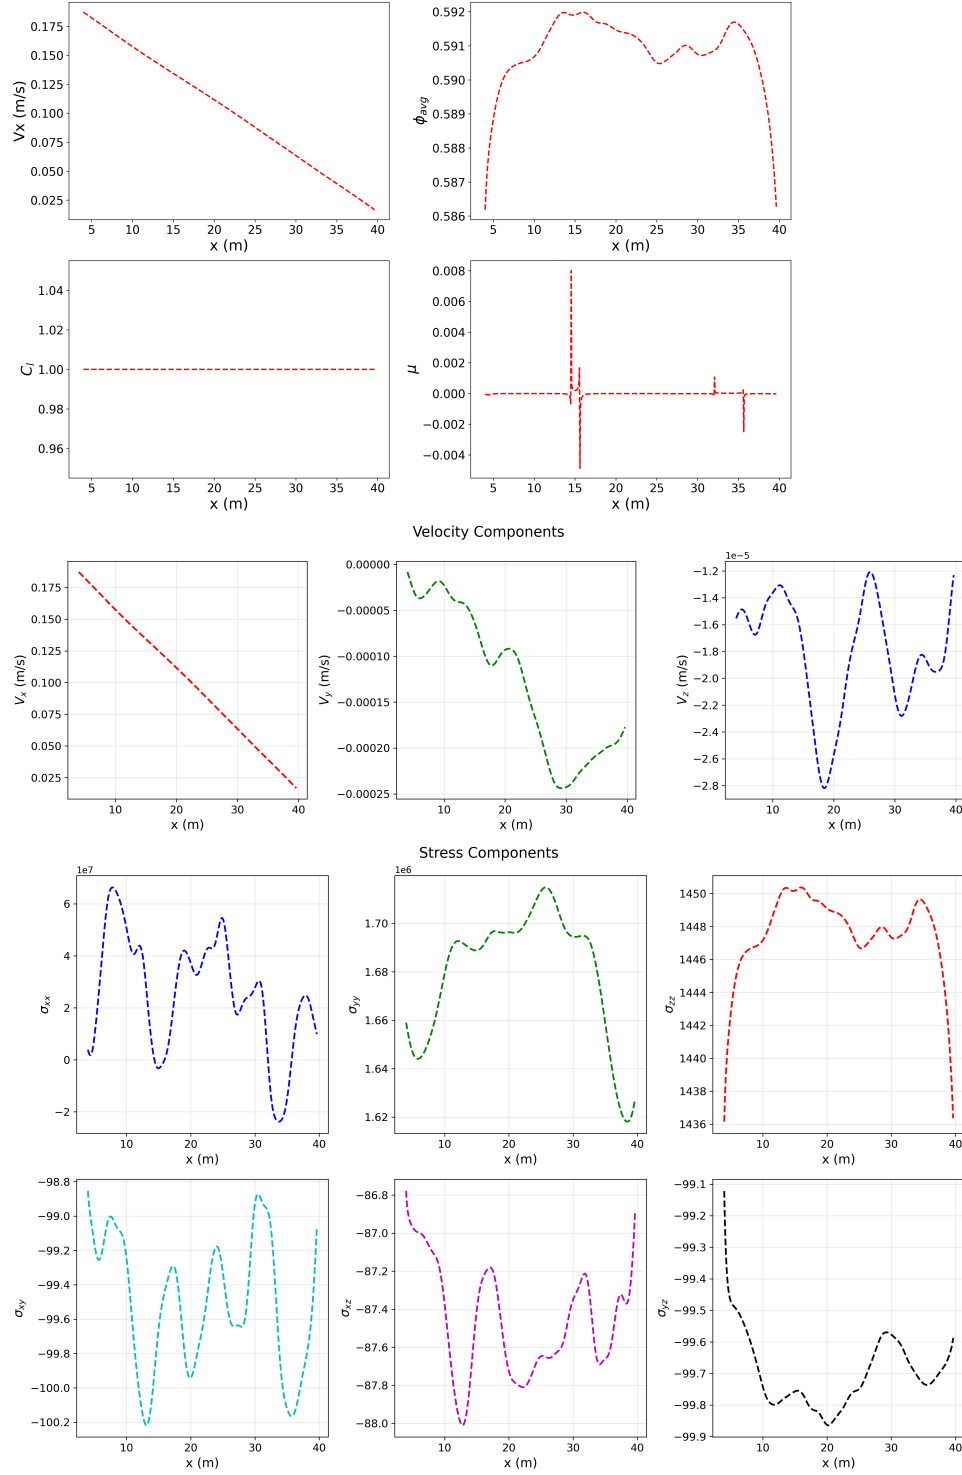 0.175
0.150
0.125
0.100
0.075
0.050
0.025
Vx (m/s)
5 10 15 20 25 30 35 40
x (m)
0.592
0.591
0.590
0.589
0.588
0.587
0.586
ϕavg
5 10 15 20 25 30 35 40
x (m)
1.04
1.02
1.00
0.98
0.96
Cl
5 10 15 20 25 30 35 40
x (m)
0.008
0.006
0.004
0.002
0.000
−0.002
−0.004
μ
5 10 15 20 25 30 35 40
x (m)
Velocity Components
0.175
0.150
0.125
0.100
0.075
0.050
0.025
Vx (m/s)
10 20 30 40
x (m)
0.00000
−0.00005
−0.00010
−0.00015
−0.00020
−0.00025
Vy (m/s)
10 20 30 40
x (m)
1e−5
−1.2
−1.4
−1.6
−1.8
−2.0
−2.2
−2.4
−2.6
−2.8
Vz (m/s)
10 20 30 40
x (m)
Stress Components
1e7
6
4
2
0
−2
σxx
10 20 30 40
x (m)
1e6
1.70
1.68
1.66
1.64
1.62
σyy
10 20 30 40
x (m)
1450
1448
1446
1444
1442
1440
1438
1436
σzz
10 20 30 40
x (m)
−98.8
−99.0
−99.2
−99.4
−99.6
−99.8
−100.0
−100.2
σxy
10 20 30 40
x (m)
−86.8
−87.0
−87.2
−87.4
−87.6
−87.8
−88.0
σxz
10 20 30 40
x (m)
−99.1
−99.2
−99.3
−99.4
−99.5
−99.6
−99.7
−99.8
−99.9
σyz
10 20 30 40
x (m)